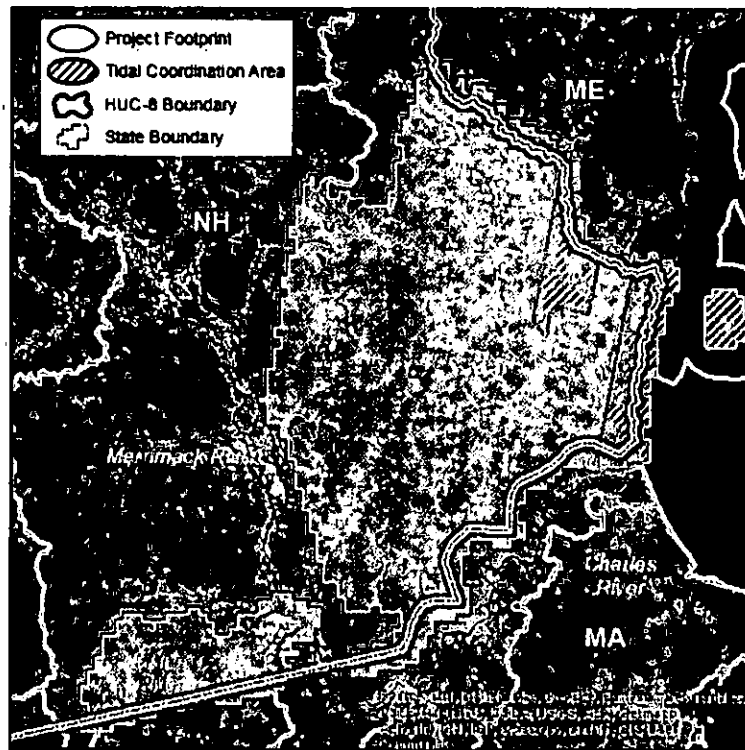 Project Footprint
Tidal Coordination Area
HUC-8 Boundary
State Boundary
ME
NH
Merrimack River
Charles
River
MA